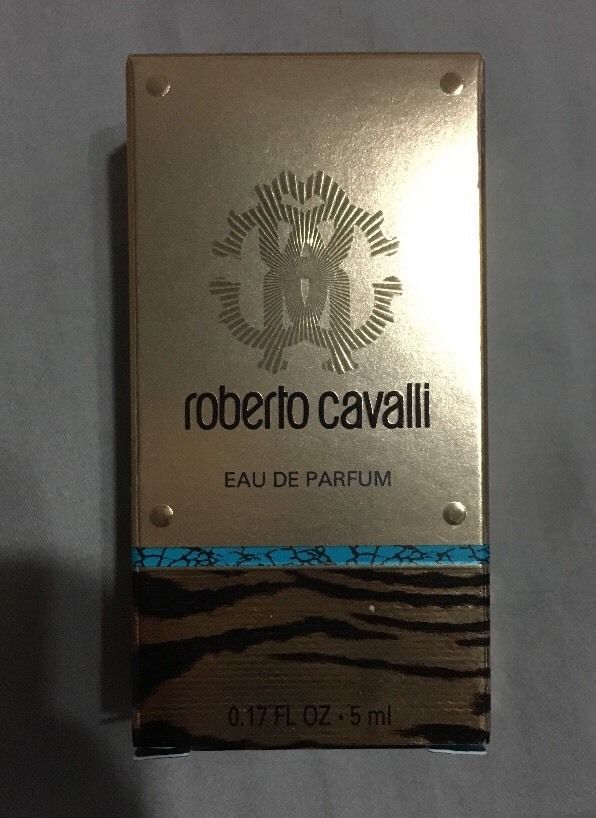 roberto cavalli
EAU DE PARFUM
0.17 FL OZ · 5 ml